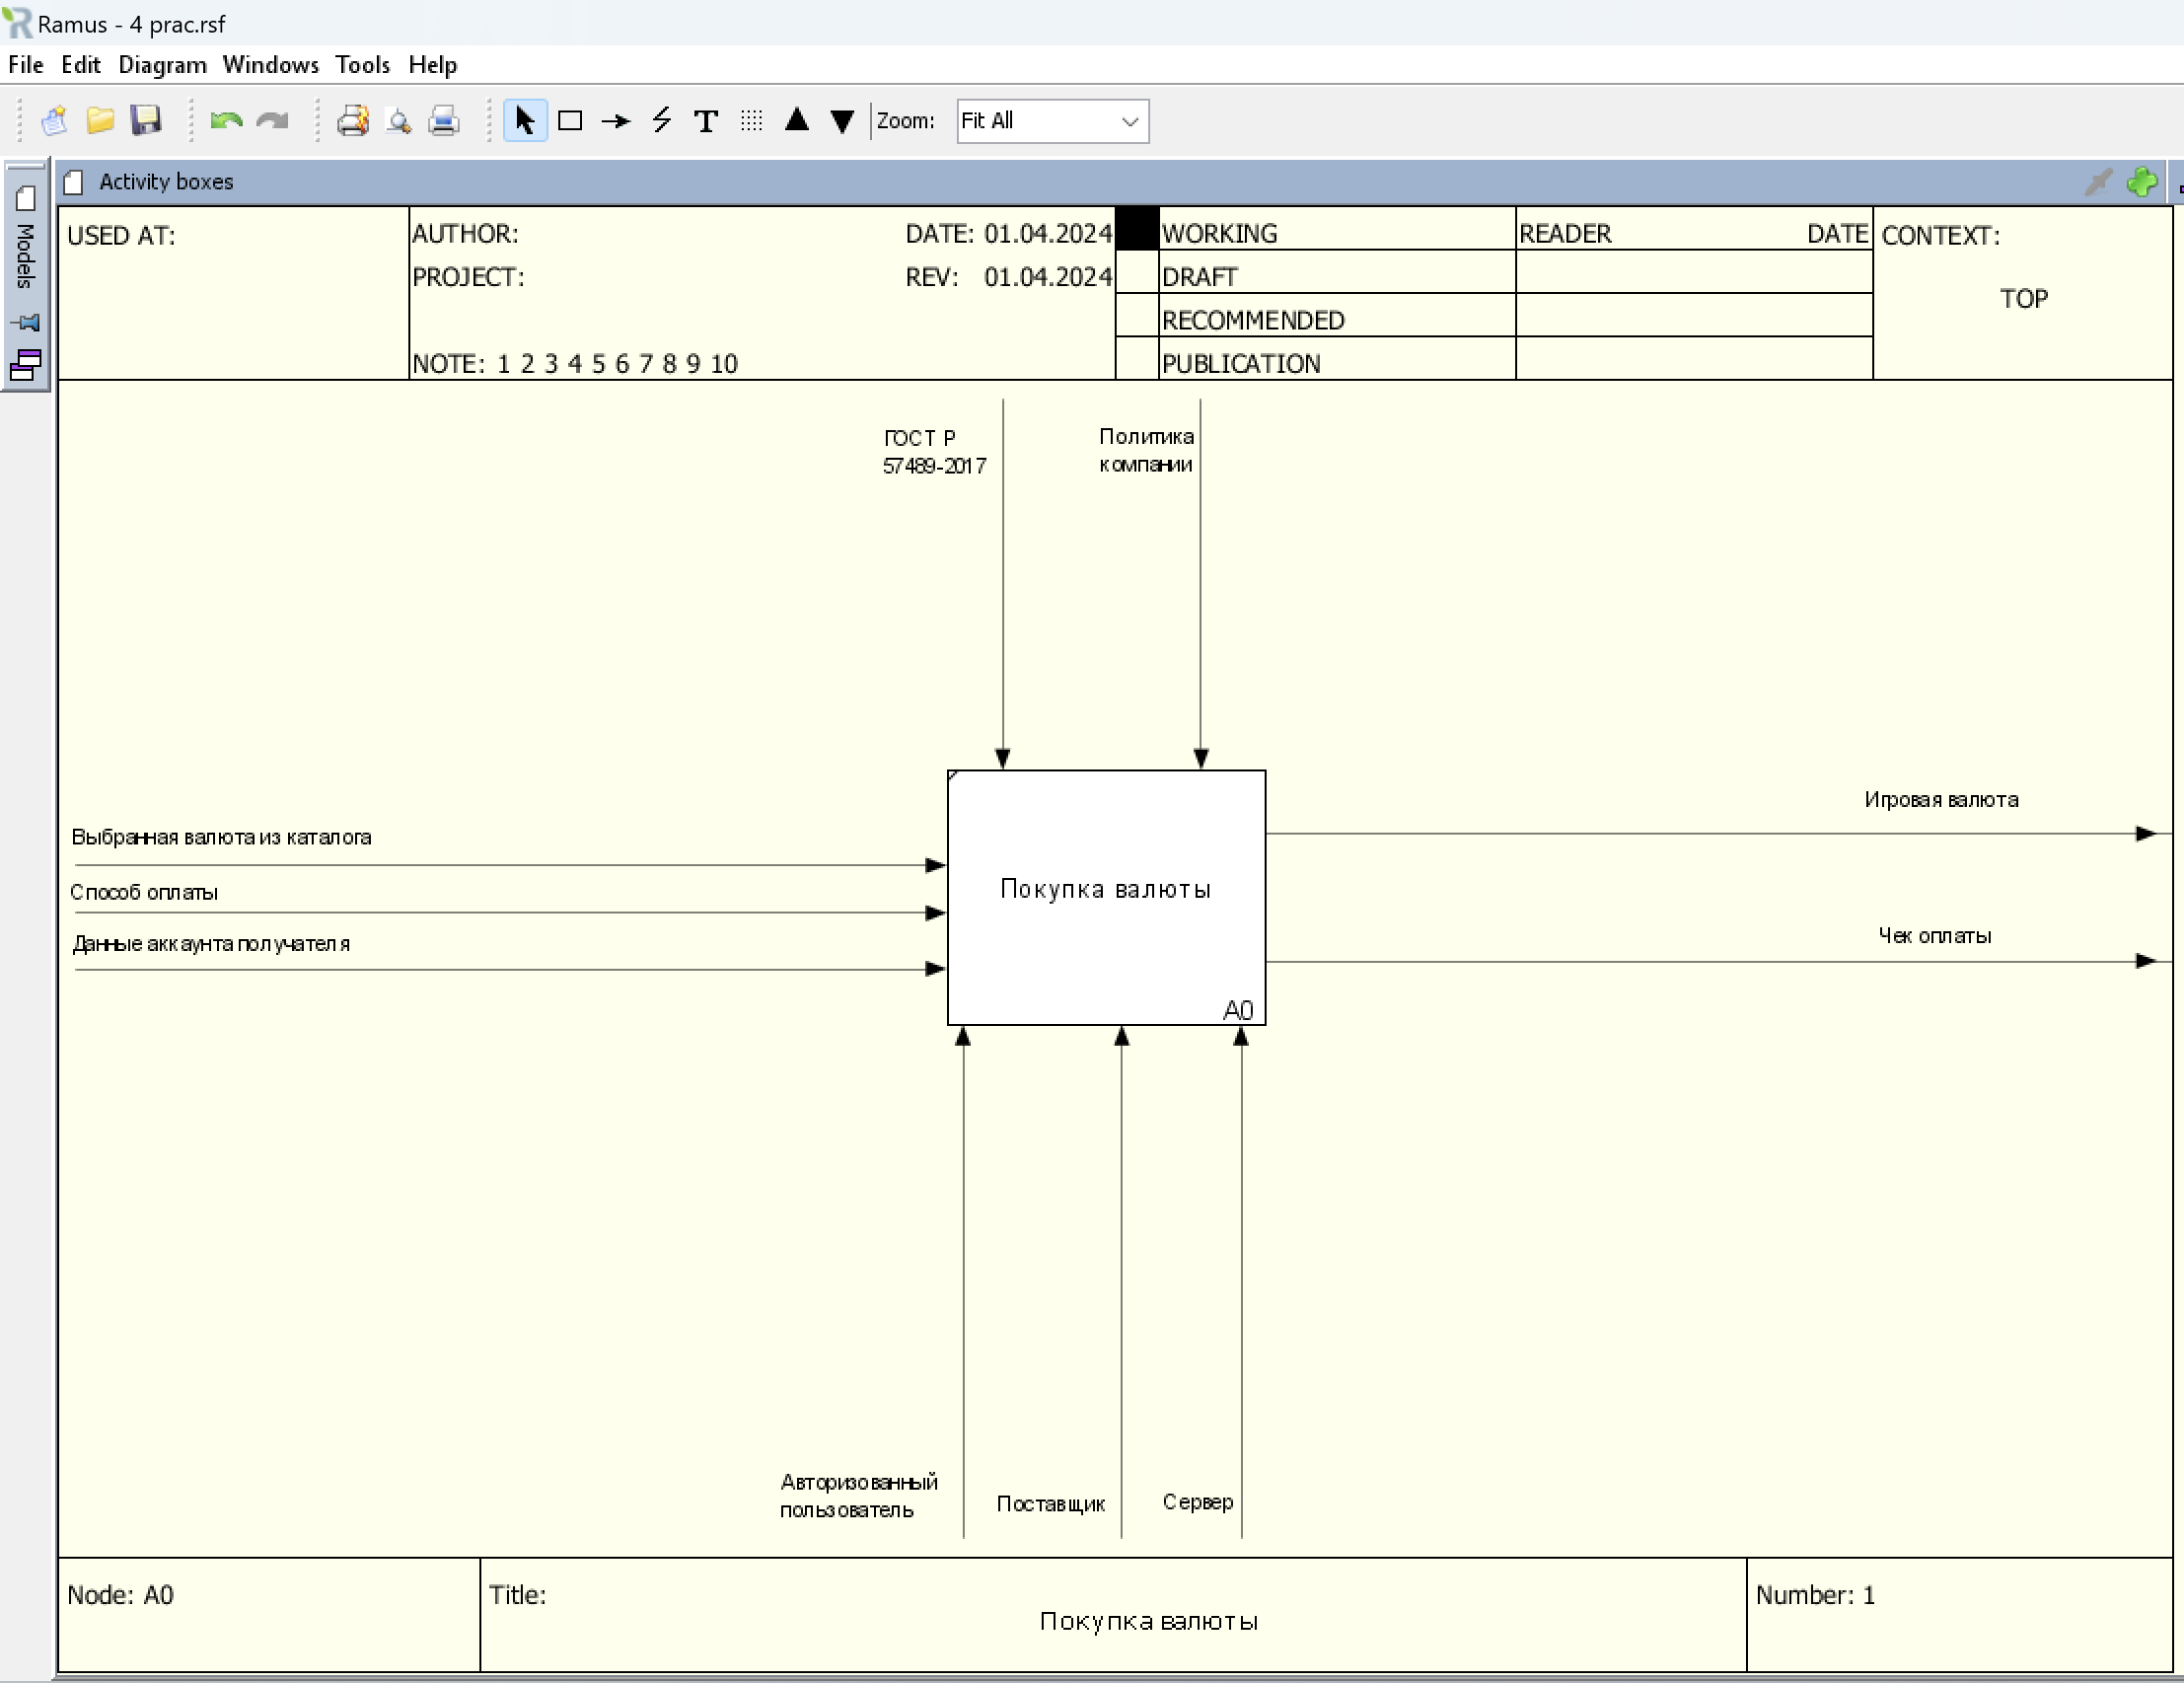 Ramus - 4 prac.rsf
File Edit Diagram Windows Tools Help
Zoom: Fit All
Models
Activity boxes
USED AT:
AUTHOR: DATE: 01.04.2024
PROJECT: REV: 01.04.2024
NOTE: 1 2 3 4 5 6 7 8 9 10
WORKING
DRAFT
RECOMMENDED
PUBLICATION
READER DATE
CONTEXT:
TOP
ГОСТ Р
57489-2017
Политика
компании
Выбранная валюта из каталога
Способ оплаты
Данные аккаунта получателя
Покупка валюты
A0
Игровая валюта
Чек оплаты
Авторизованный
пользователь
Поставщик
Сервер
Node: A0
Title:
Покупка валюты
Number: 1